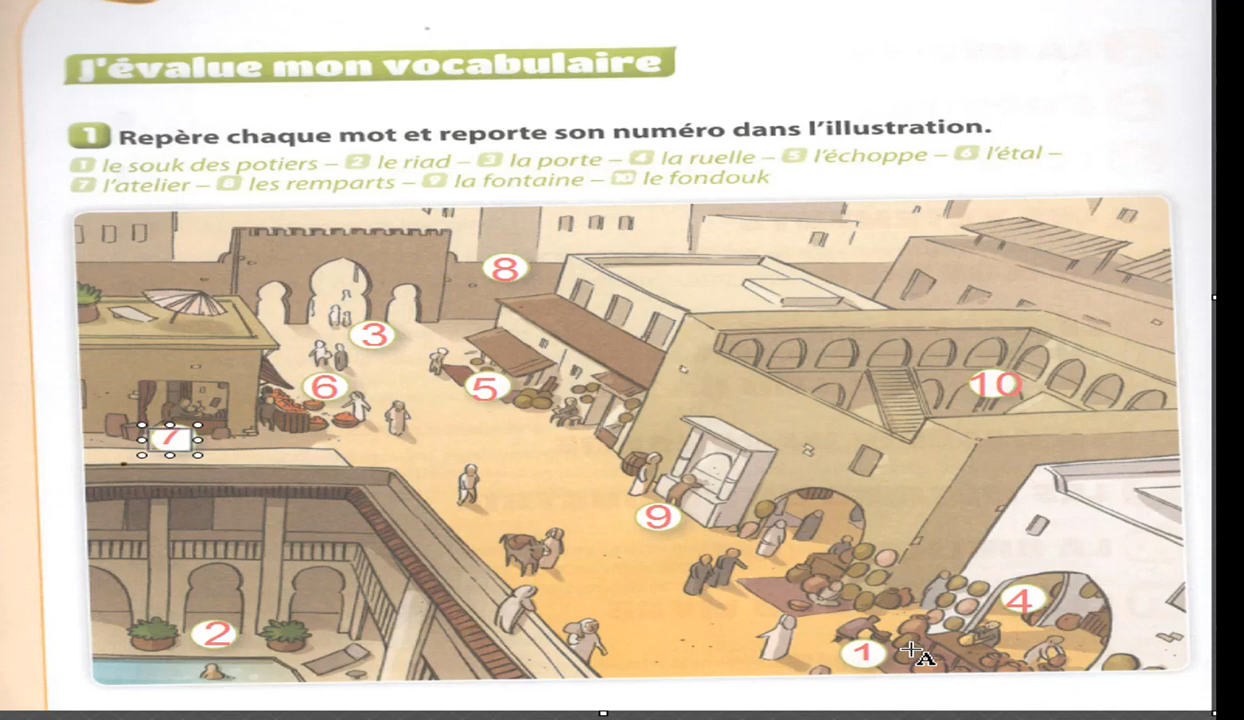 J'évalue mon vocabulaire
1 Repère chaque mot et reporte son numéro dans l'illustration.
1 le souk des potiers – 2 le riad – 3 la porte – 4 la ruelle – 5 l'échoppe – 6 l'étal –
7 l'atelier – 8 les remparts – 9 la fontaine – 10 le fondouk
8
3
6
5
10
7
9
4
2
1
A